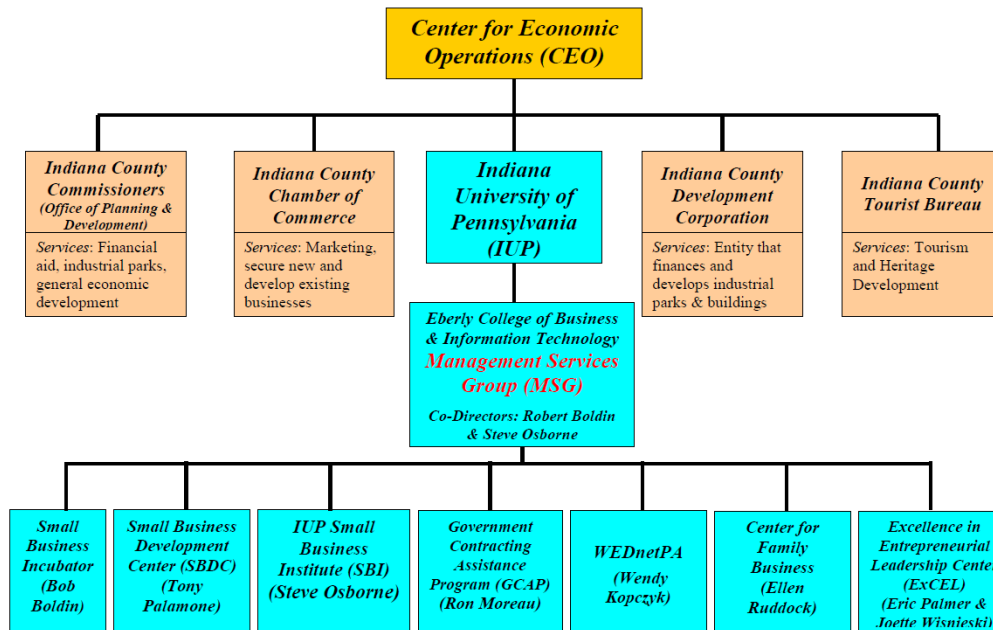 Center for Economic
Operations (CEO)
Indiana County
Commissioners
(Office of Planning &
Development)
Services: Financial
aid, industrial parks,
general economic
development
Indiana County
Chamber of
Commerce
Services: Marketing,
secure new and
develop existing
businesses
Indiana
University of
Pennsylvania
(IUP)
Indiana County
Development
Corporation
Services: Entity that
finances and
develops industrial
parks & buildings
Indiana County
Tourist Bureau
Services: Tourism
and Heritage
Development
Eberly College of Business
& Information Technology
Management Services
Group (MSG)
Co-Directors: Robert Boldin
& Steve Osborne
Small
Business
Incubator
(Bob
Boldin)
Small Business
Development
Center (SBDC)
(Tony
Palamone)
IUP Small
Business
Institute (SBI)
(Steve Osborne)
Government
Contracting
Assistance
Program (GCAP)
(Ron Moreau)
WEDnetPA
(Wendy
Kopczyk)
Center for
Family
Business
(Ellen
Ruddock)
Excellence in
Entrepreneurial
Leadership Center
(ExCEL)
(Eric Palmer &
Joette Wisnieski)